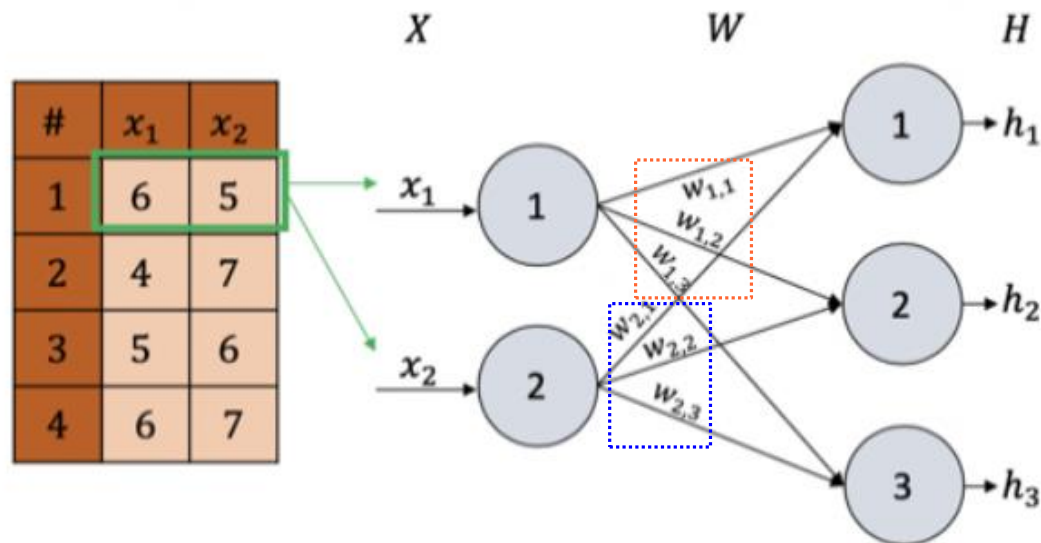 X W H
# x₁ x₂
1 6 5
2 4 7
3 5 6
4 6 7
x₁ 1
x₂ 2
w₁,₁
w₁,₂
w₁,₃
w₂,₁
w₂,₂
w₂,₃
1 h₁
2 h₂
3 h₃